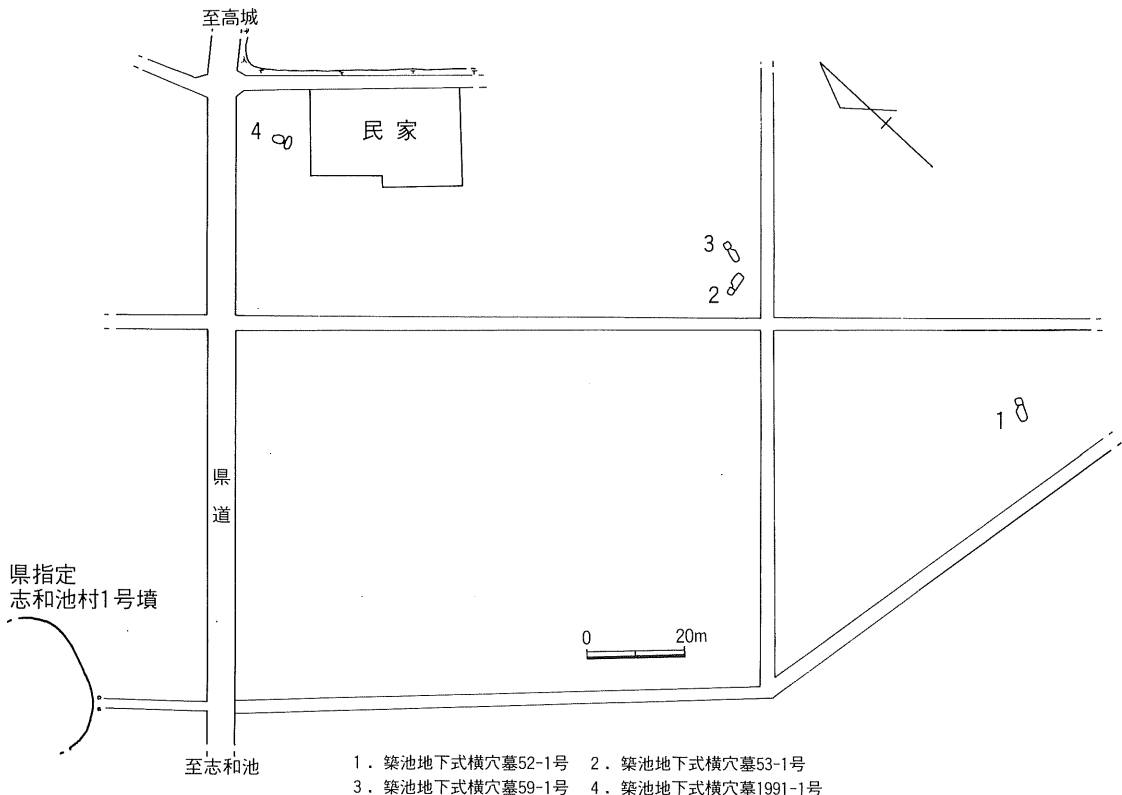 至高城
4
民家
3
2
1
県道
県指定
志和池村1号墳
0 20m
至志和池
1．築池地下式横穴墓52-1号 2．築池地下式横穴墓53-1号
3．築池地下式横穴墓59-1号 4．築池地下式横穴墓1991-1号